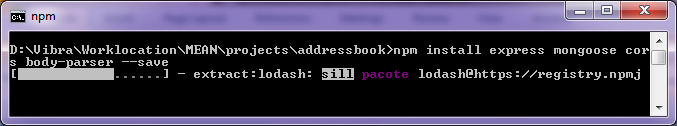 npm
D:\Vibra\Worklocation\MEAN\projects\addressbook>npm install express mongoose cor
s body-parser --save
[ ......] - extract:lodash: sill pacote lodash@https://registry.npmj